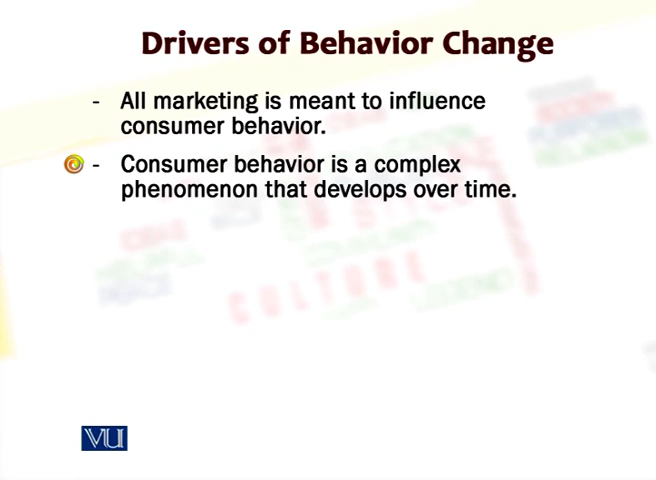 Drivers of Behavior Change
- All marketing is meant to influence
consumer behavior.
- Consumer behavior is a complex
phenomenon that develops over time.
CULTURE
VU